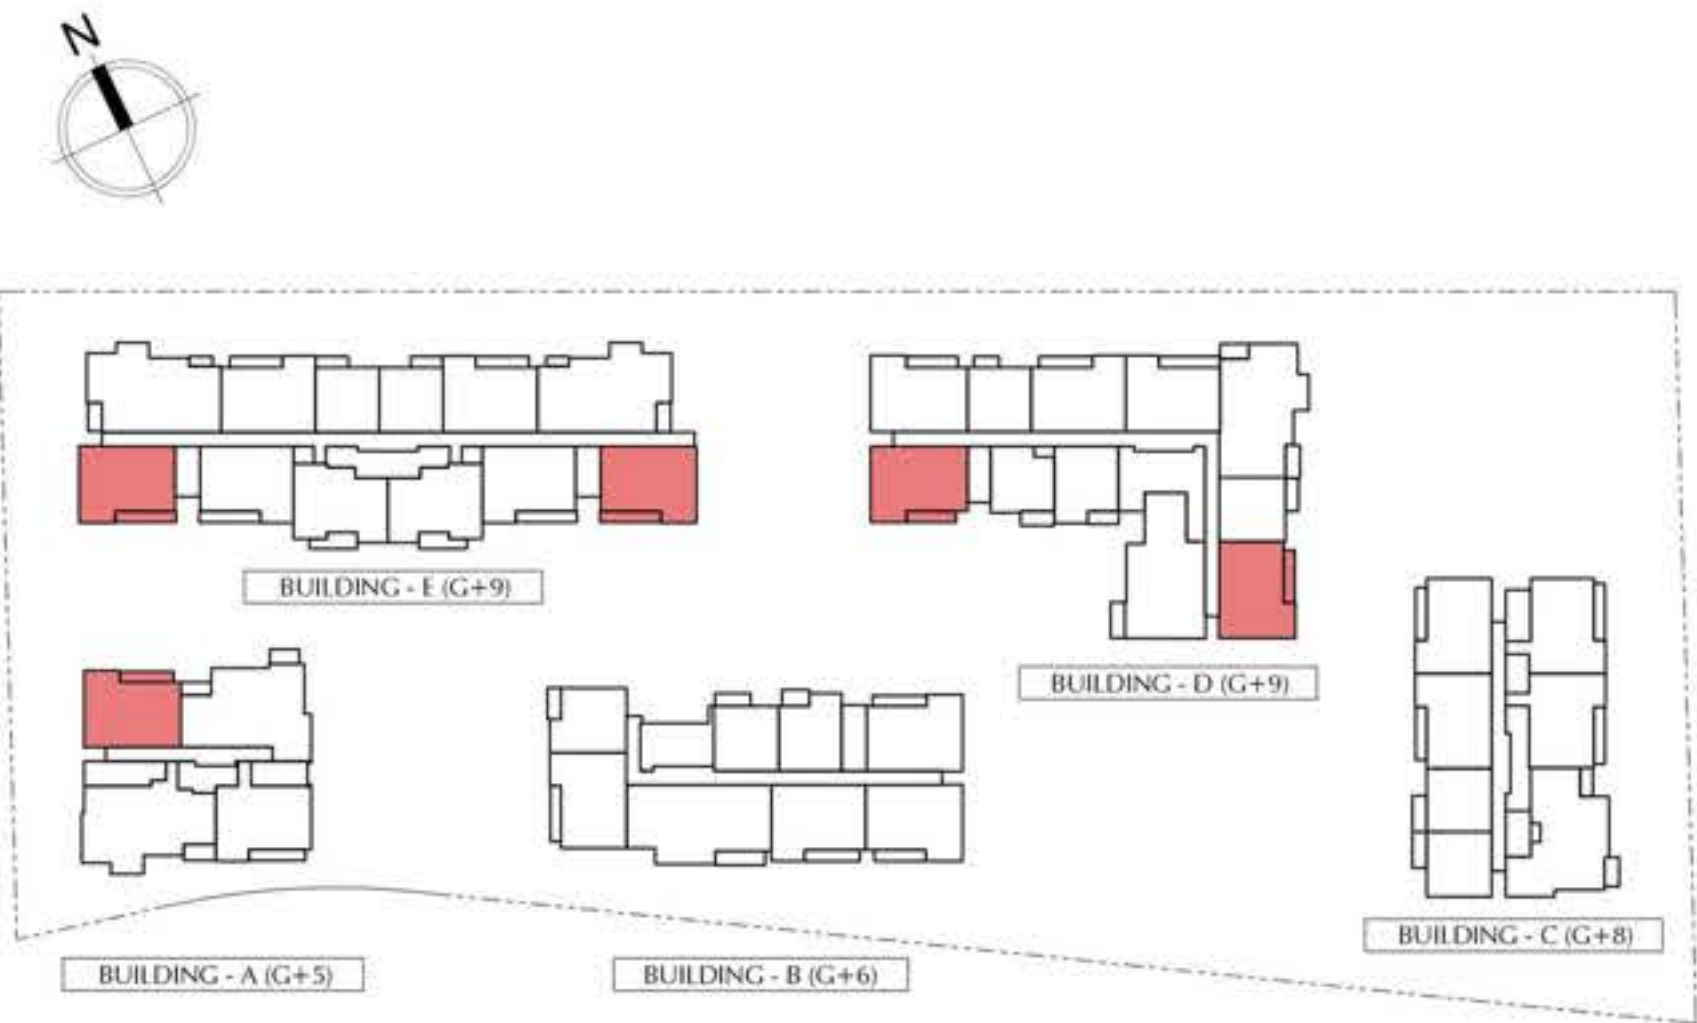 N
BUILDING - E (G+9)
BUILDING - D (G+9)
BUILDING - C (G+8)
BUILDING - A (G+5)
BUILDING - B (G+6)